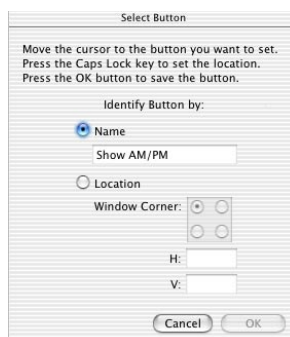 Select Button
Move the cursor to the button you want to set.
Press the Caps Lock key to set the location.
Press the OK button to save the button.
Identify Button by:
Name
Show AM/PM
Location
Window Corner:
H:
V:
Cancel OK